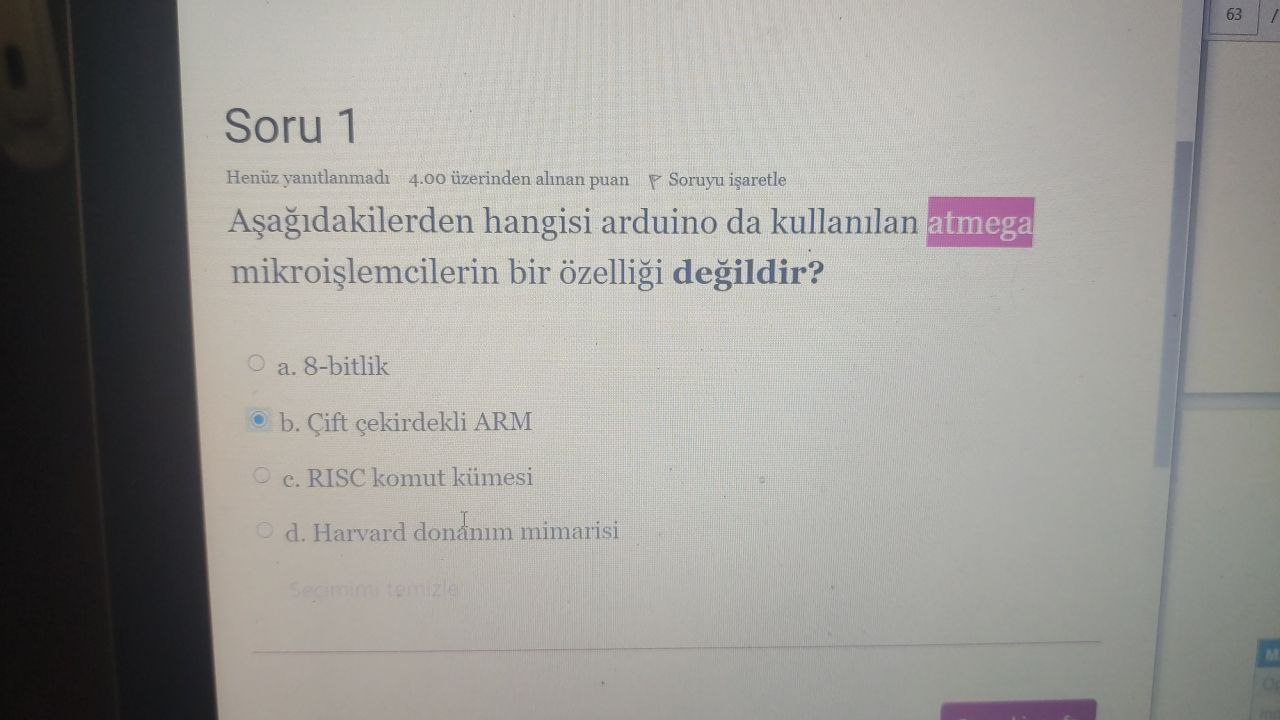 63 /
Soru 1
Henüz yanıtlanmadı 4.00 üzerinden alınan puan Soruyu işaretle
Aşağıdakilerden hangisi arduino da kullanılan atmega
mikroişlemcilerin bir özelliği değildir?
a. 8-bitlik
b. Çift çekirdekli ARM
c. RISC komut kümesi
d. Harvard donanım mimarisi
Seçimimi temizle